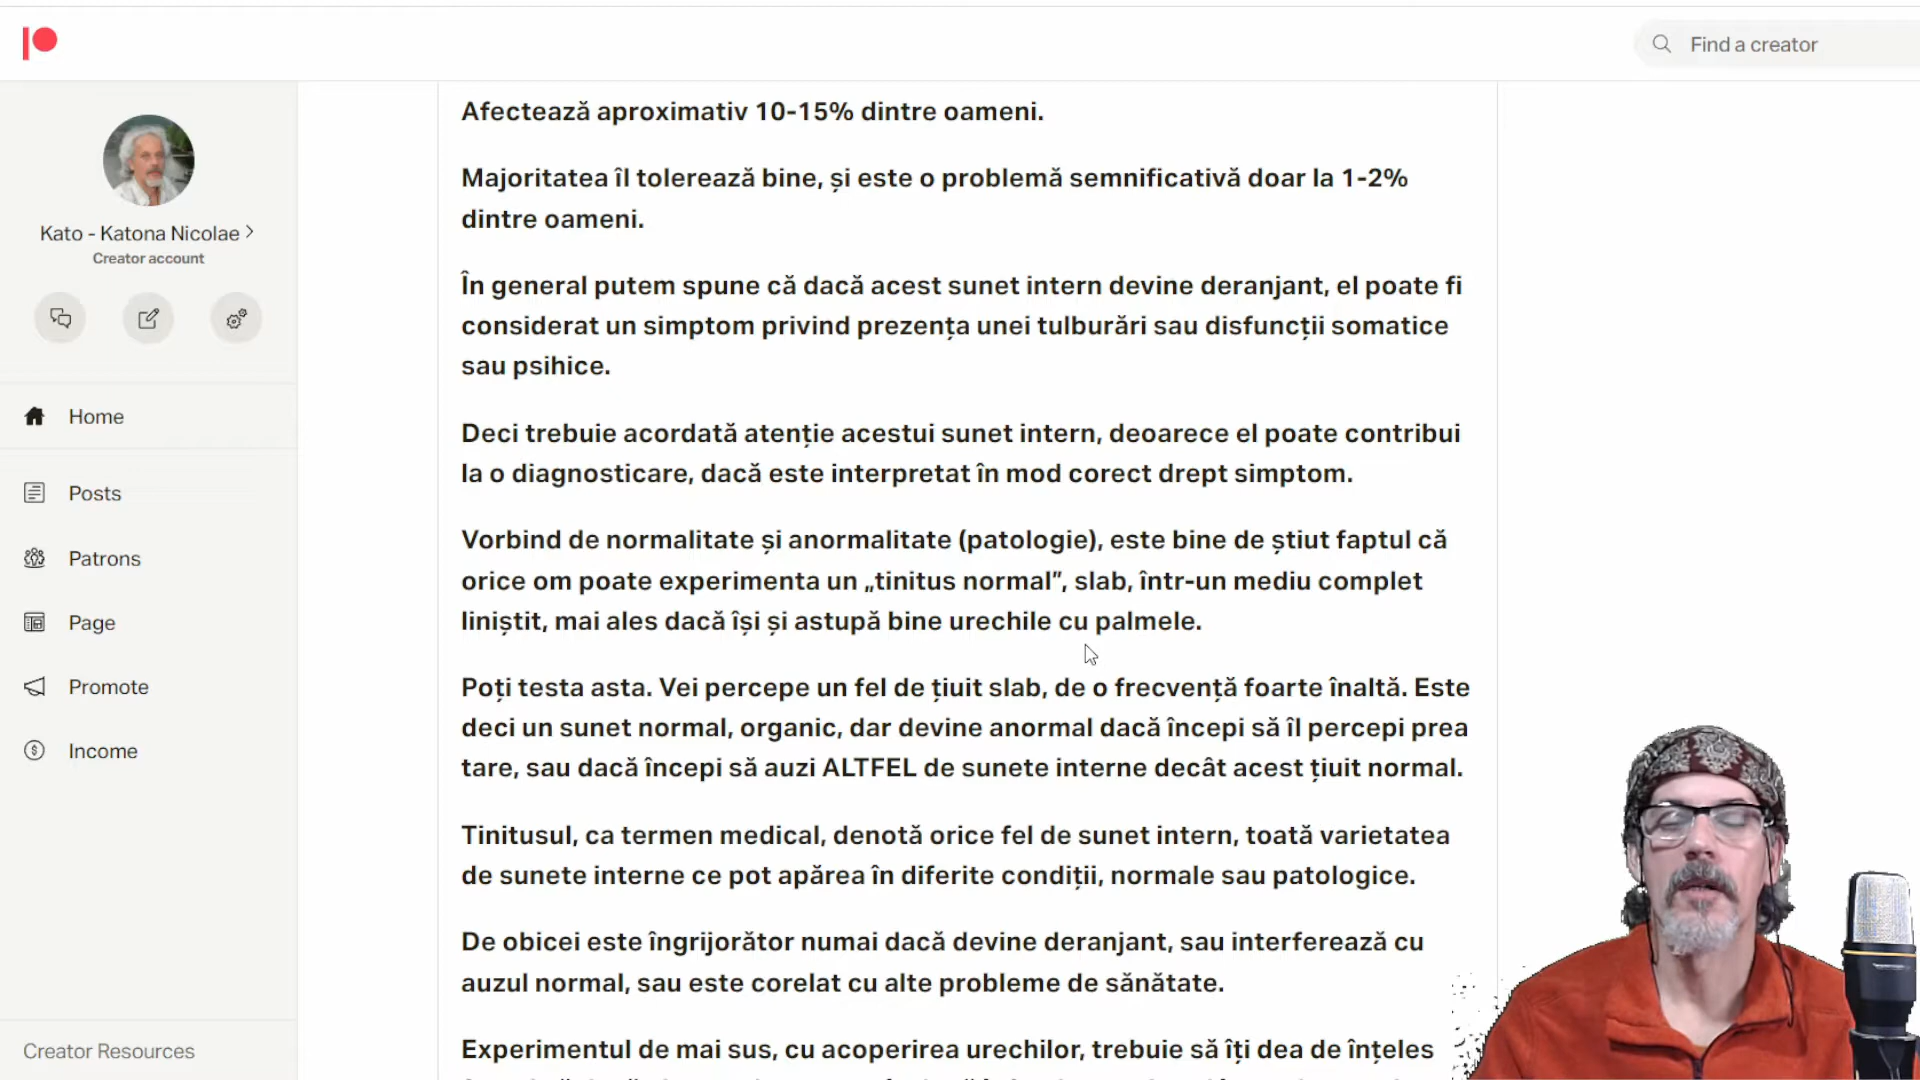 Find a creator
Kato - Katona Nicolae
Creator account
Home
Posts
Patrons
Page
Promote
Income
Creator Resources
Afectează aproximativ 10-15% dintre oameni.
Majoritatea îl tolerează bine, și este o problemă semnificativă doar la 1-2%
dintre oameni.
În general putem spune că dacă acest sunet intern devine deranjant, el poate fi
considerat un simptom privind prezența unei tulburări sau disfuncții somatice
sau psihice.
Deci trebuie acordată atenție acestui sunet intern, deoarece el poate contribui
la o diagnosticare, dacă este interpretat în mod corect drept simptom.
Vorbind de normalitate și anormalitate (patologie), este bine de știut faptul că
orice om poate experimenta un „tinitus normal”, slab, într-un mediu complet
liniștit, mai ales dacă își și astupă bine urechile cu palmele.
Poți testa asta. Vei percepe un fel de țiuit slab, de o frecvență foarte înaltă. Este
deci un sunet normal, organic, dar devine anormal dacă începi să îl percepi prea
tare, sau dacă începi să auzi ALTFEL de sunete interne decât acest țiuit normal.
Tinitusul, ca termen medical, denotă orice fel de sunet intern, toată varietatea
de sunete interne ce pot apărea în diferite condiții, normale sau patologice.
De obicei este îngrijorător numai dacă devine deranjant, sau interferează cu
auzul normal, sau este corelat cu alte probleme de sănătate.
Experimentul de mai sus, cu acoperirea urechilor, trebuie să îți dea de înțeles